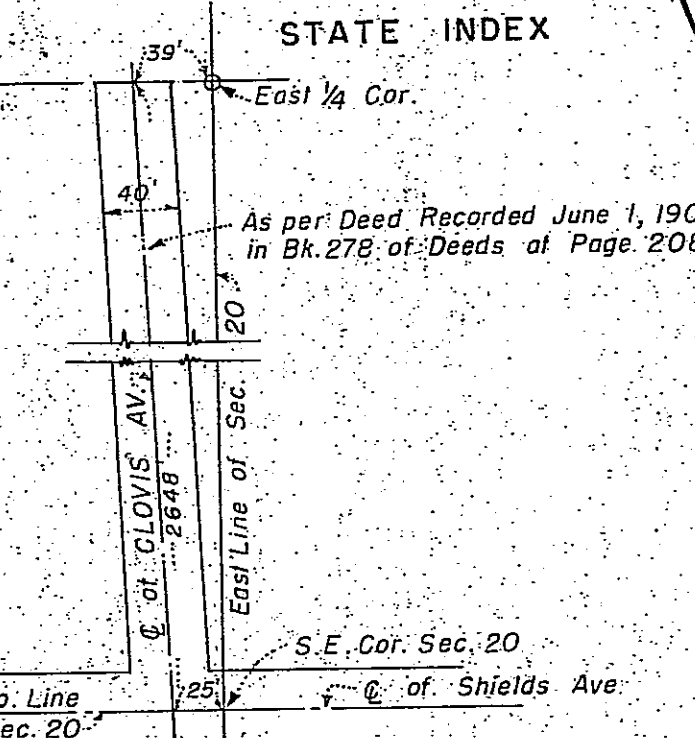 STATE INDEX
39'
East ¼ Cor.
40'
As per Deed Recorded June 1, 190
in Bk. 278 of Deeds at Page 208
20
East Line of Sec.
℄ of CLOVIS AV.
2648'
S.E. Cor. Sec. 20
25'
℄ of Shields Ave.
o. Line
ec. 20